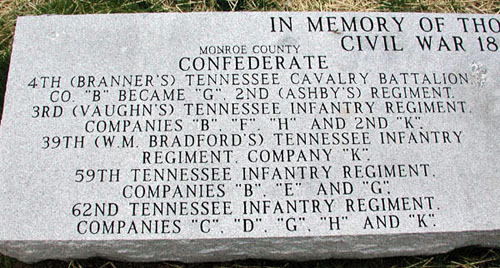 IN MEMORY OF
CIVIL WAR 18
MONROE COUNTY
CONFEDERATE
4TH (BRANNER'S) TENNESSEE CAVALRY BATTALION.
CO. "B" BECAME "G", 2ND (ASHBY'S) REGIMENT.
3RD (VAUGHN'S) TENNESSEE INFANTRY REGIMENT,
COMPANIES "B", "F", "H" AND 2ND "K".
39TH (W.M. BRADFORD'S) TENNESSEE INFANTRY
REGIMENT, COMPANY "K".
59TH TENNESSEE INFANTRY REGIMENT,
COMPANIES "B", "E" AND "G".
62ND TENNESSEE INFANTRY REGIMENT,
COMPANIES "C", "D", "G", "H" AND "K".